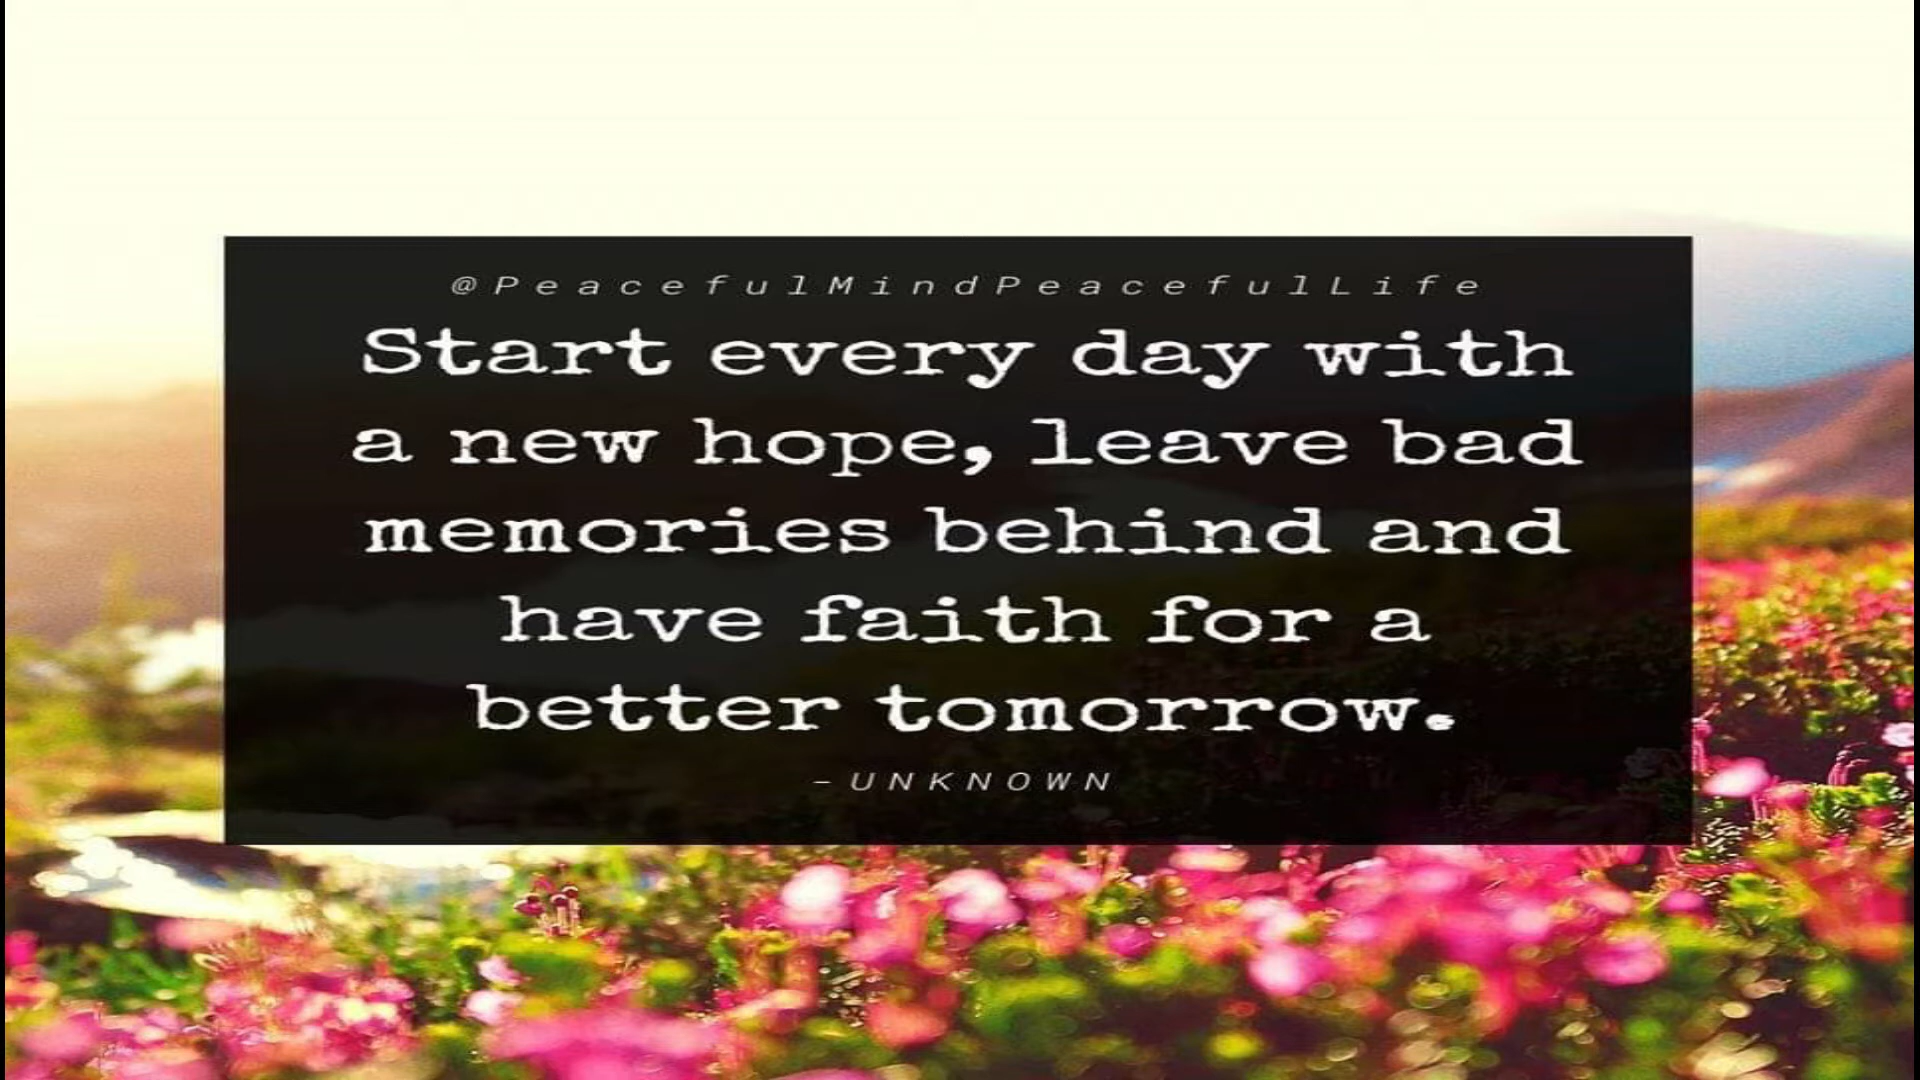 @PeacefulMindPeacefulLife
Start every day with
a new hope, leave bad
memories behind and
have faith for a
better tomorrow.
–UNKNOWN